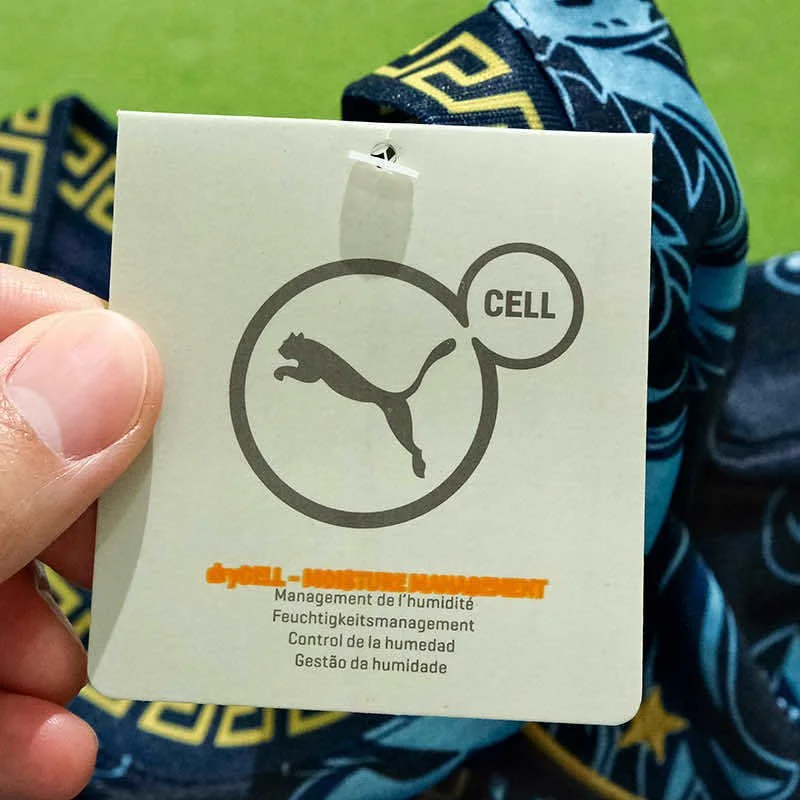 CELL
dryCELL - MOISTURE MANAGEMENT
Management de l'humidité
Feuchtigkeitsmanagement
Control de la humedad
Gestão da humidade